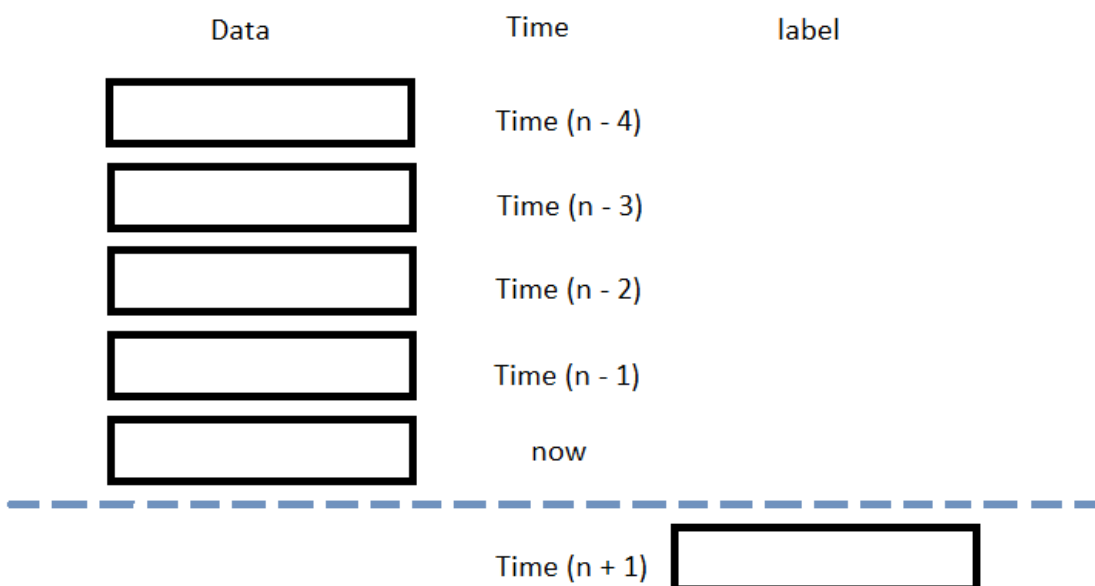 Data Time label
Time (n - 4)
Time (n - 3)
Time (n - 2)
Time (n - 1)
now
Time (n + 1)